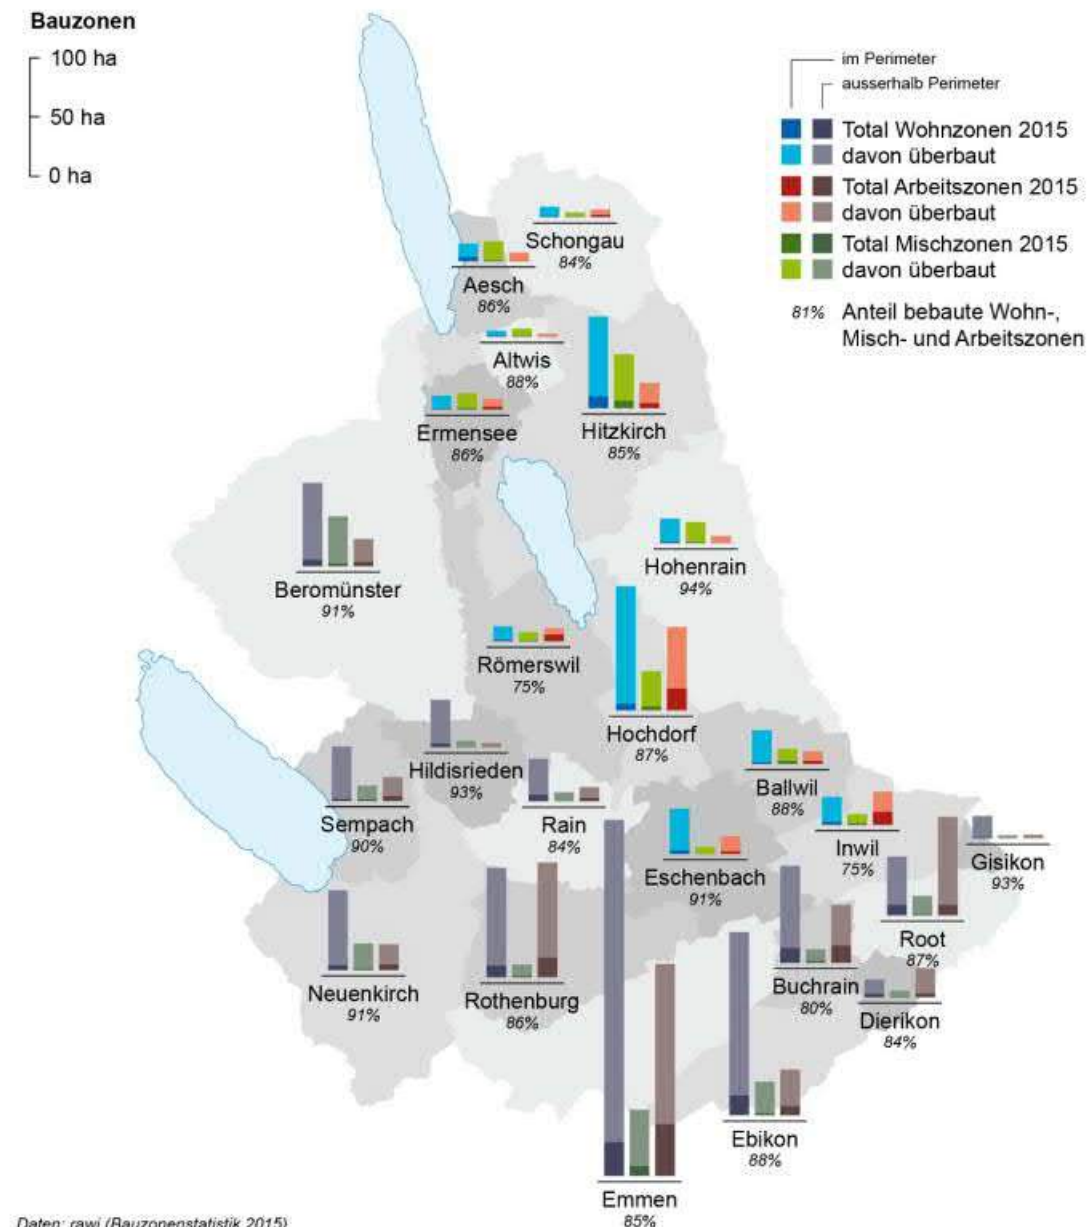 Bauzonen
100 ha
50 ha
0 ha
im Perimeter
ausserhalb Perimeter
Total Wohnzonen 2015
davon überbaut
Total Arbeitszonen 2015
davon überbaut
Total Mischzonen 2015
davon überbaut
81% Anteil bebaute Wohn-,
Misch- und Arbeitszonen
Schongau
84%
Aesch
86%
Altwis
88%
Ermensee
86%
Hitzkirch
85%
Beromünster
91%
Hohenrain
94%
Römerswil
75%
Hochdorf
87%
Hildisrieden
93%
Ballwil
88%
Sempach
90%
Rain
84%
Inwil
75%
Gisikon
93%
Eschenbach
91%
Root
87%
Neuenkirch
91%
Rothenburg
86%
Buchrain
80%
Dierikon
84%
Ebikon
88%
Emmen
85%
Daten: rawi (Bauzonenstatistik 2015)